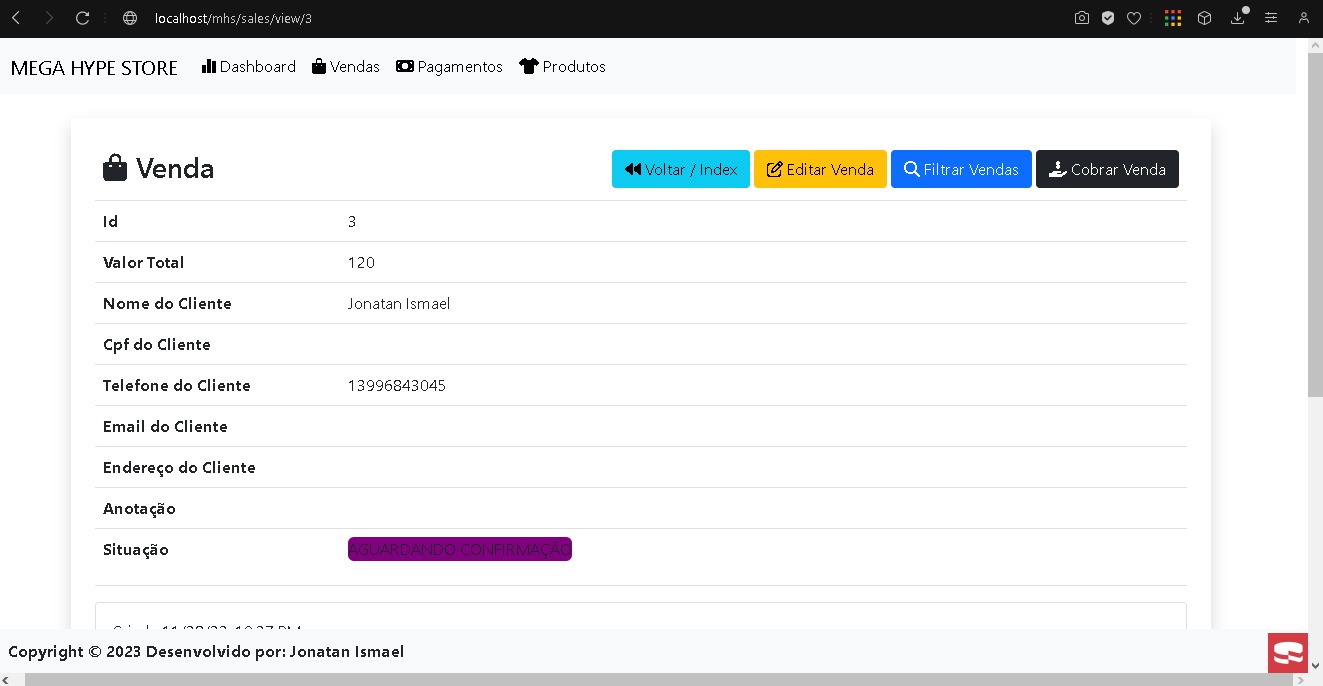 localhost/mhs/sales/view/3
MEGA HYPE STORE Dashboard Vendas Pagamentos Produtos
Venda Voltar / Index Editar Venda Filtrar Vendas Cobrar Venda
Id 3
Valor Total 120
Nome do Cliente Jonatan Ismael
Cpf do Cliente
Telefone do Cliente 13996843045
Email do Cliente
Endereço do Cliente
Anotação
Situação AGUARDANDO CONFIRMAÇÃO
Copyright © 2023 Desenvolvido por: Jonatan Ismael